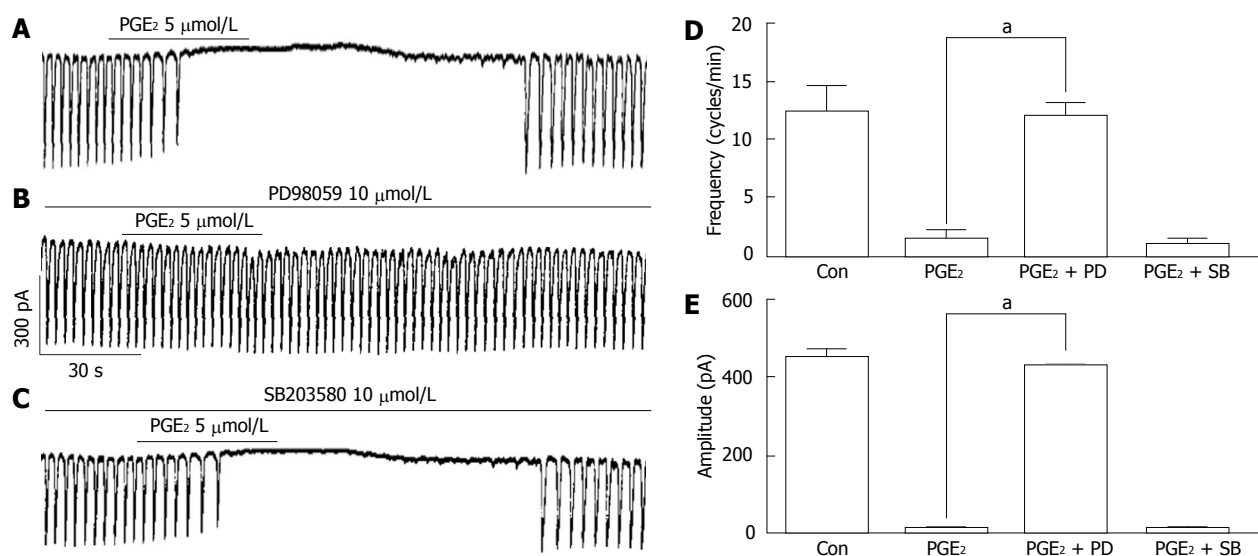 A
PGE₂ 5 μmol/L
B
PD98059 10 μmol/L
PGE₂ 5 μmol/L
300 pA
30 s
C
SB203580 10 μmol/L
PGE₂ 5 μmol/L
D
a
Frequency (cycles/min)
20
15
10
5
0
Con PGE₂ PGE₂ + PD PGE₂ + SB
E
a
Amplitude (pA)
600
400
200
0
Con PGE₂ PGE₂ + PD PGE₂ + SB